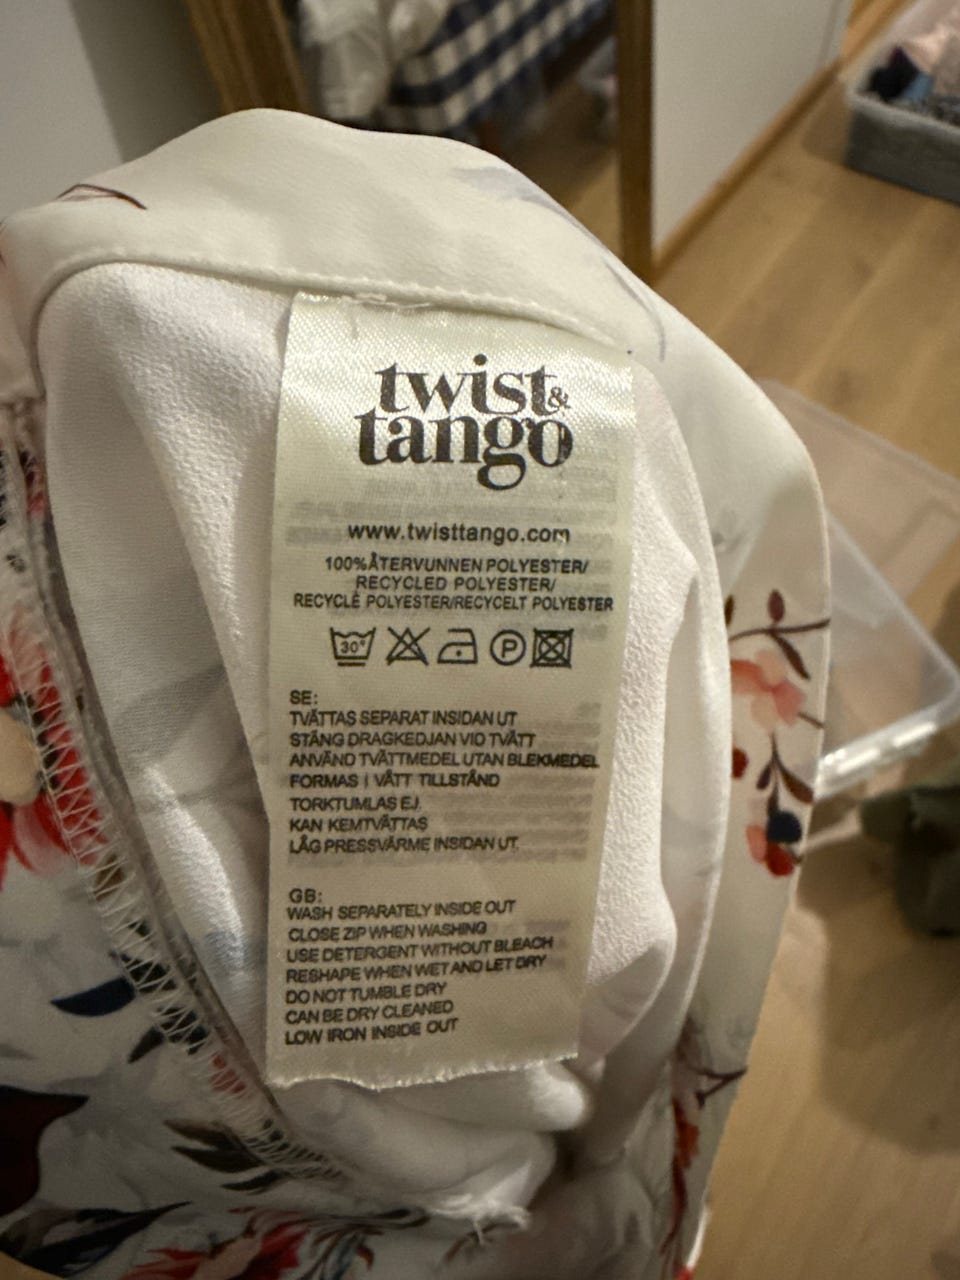 twist&
tango
www.twisttango.com
100%ÅTERVUNNEN POLYESTER/
RECYCLED POLYESTER/
RECYCLÉ POLYESTER/RECYCELT POLYESTER
30° P
SE:
TVÄTTAS SEPARAT INSIDAN UT
STÄNG DRAGKEDJAN VID TVÄTT
ANVÄND TVÄTTMEDEL UTAN BLEKMEDEL
FORMAS I VÅTT TILLSTÅND
TORKTUMLAS EJ.
KAN KEMTVÄTTAS
LÅG PRESSVÄRME INSIDAN UT.
GB:
WASH SEPARATELY INSIDE OUT
CLOSE ZIP WHEN WASHING
USE DETERGENT WITHOUT BLEACH
RESHAPE WHEN WET AND LET DRY
DO NOT TUMBLE DRY
CAN BE DRY CLEANED
LOW IRON INSIDE OUT